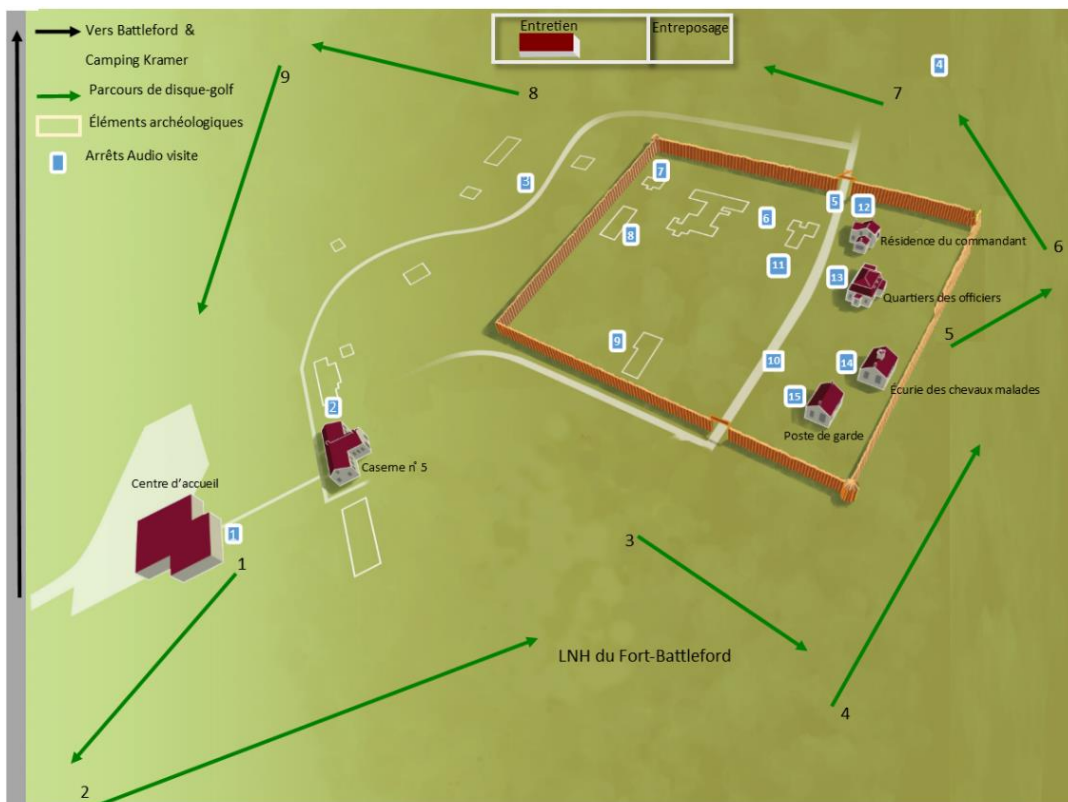 Vers Battleford &
Camping Kramer
Parcours de disque-golf
Éléments archéologiques
Arrêts Audio visite
Entretien
Entreposage
9
8
7
4
3
7
5
12
6
8
6
Résidence du commandant
11
13
Quartiers des officiers
5
9
10
14
Écurie des chevaux malades
15
2
Poste de garde
Caserne n° 5
Centre d'accueil
1
3
1
LNH du Fort-Battleford
4
2